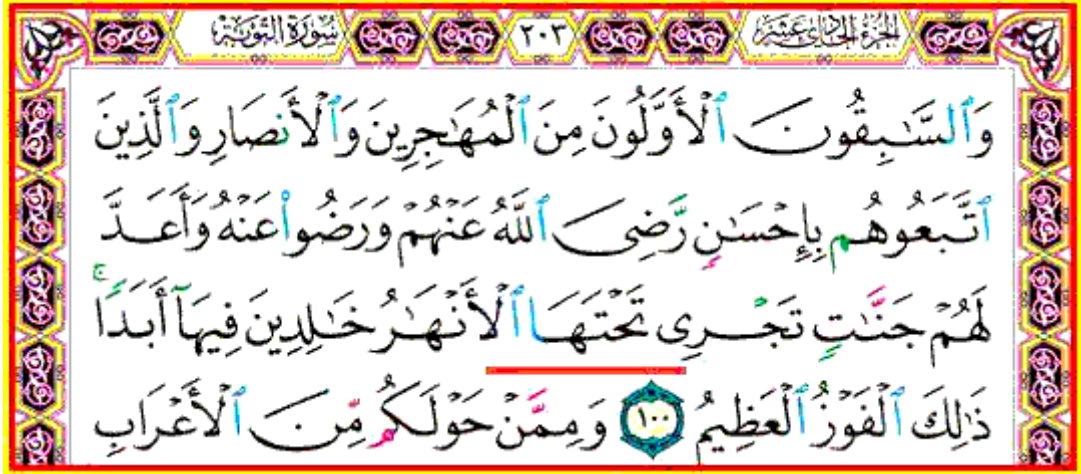 الجزء الحادي عشر ٢٠٣ سورة التوبة
وَٱلسَّٰبِقُونَ ٱلْأَوَّلُونَ مِنَ ٱلْمُهَٰجِرِينَ وَٱلْأَنصَارِ وَٱلَّذِينَ
ٱتَّبَعُوهُم بِإِحْسَٰنٍ رَّضِىَ ٱللَّهُ عَنْهُمْ وَرَضُوا۟ عَنْهُ وَأَعَدَّ
لَهُمْ جَنَّٰتٍ تَجْرِى تَحْتَهَا ٱلْأَنْهَٰرُ خَٰلِدِينَ فِيهَآ أَبَدًا ۚ
ذَٰلِكَ ٱلْفَوْزُ ٱلْعَظِيمُ ١٠٠ وَمِمَّنْ حَوْلَكُم مِّنَ ٱلْأَعْرَابِ